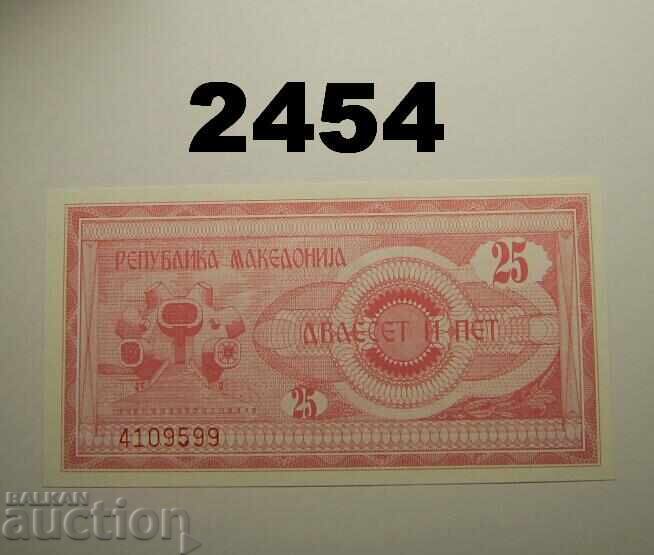 2454
РЕПУБЛИКА МАКЕДОНИЈА
25
ДВАЕСЕТ И ПЕТ
25
4109599
BALKAN
auction